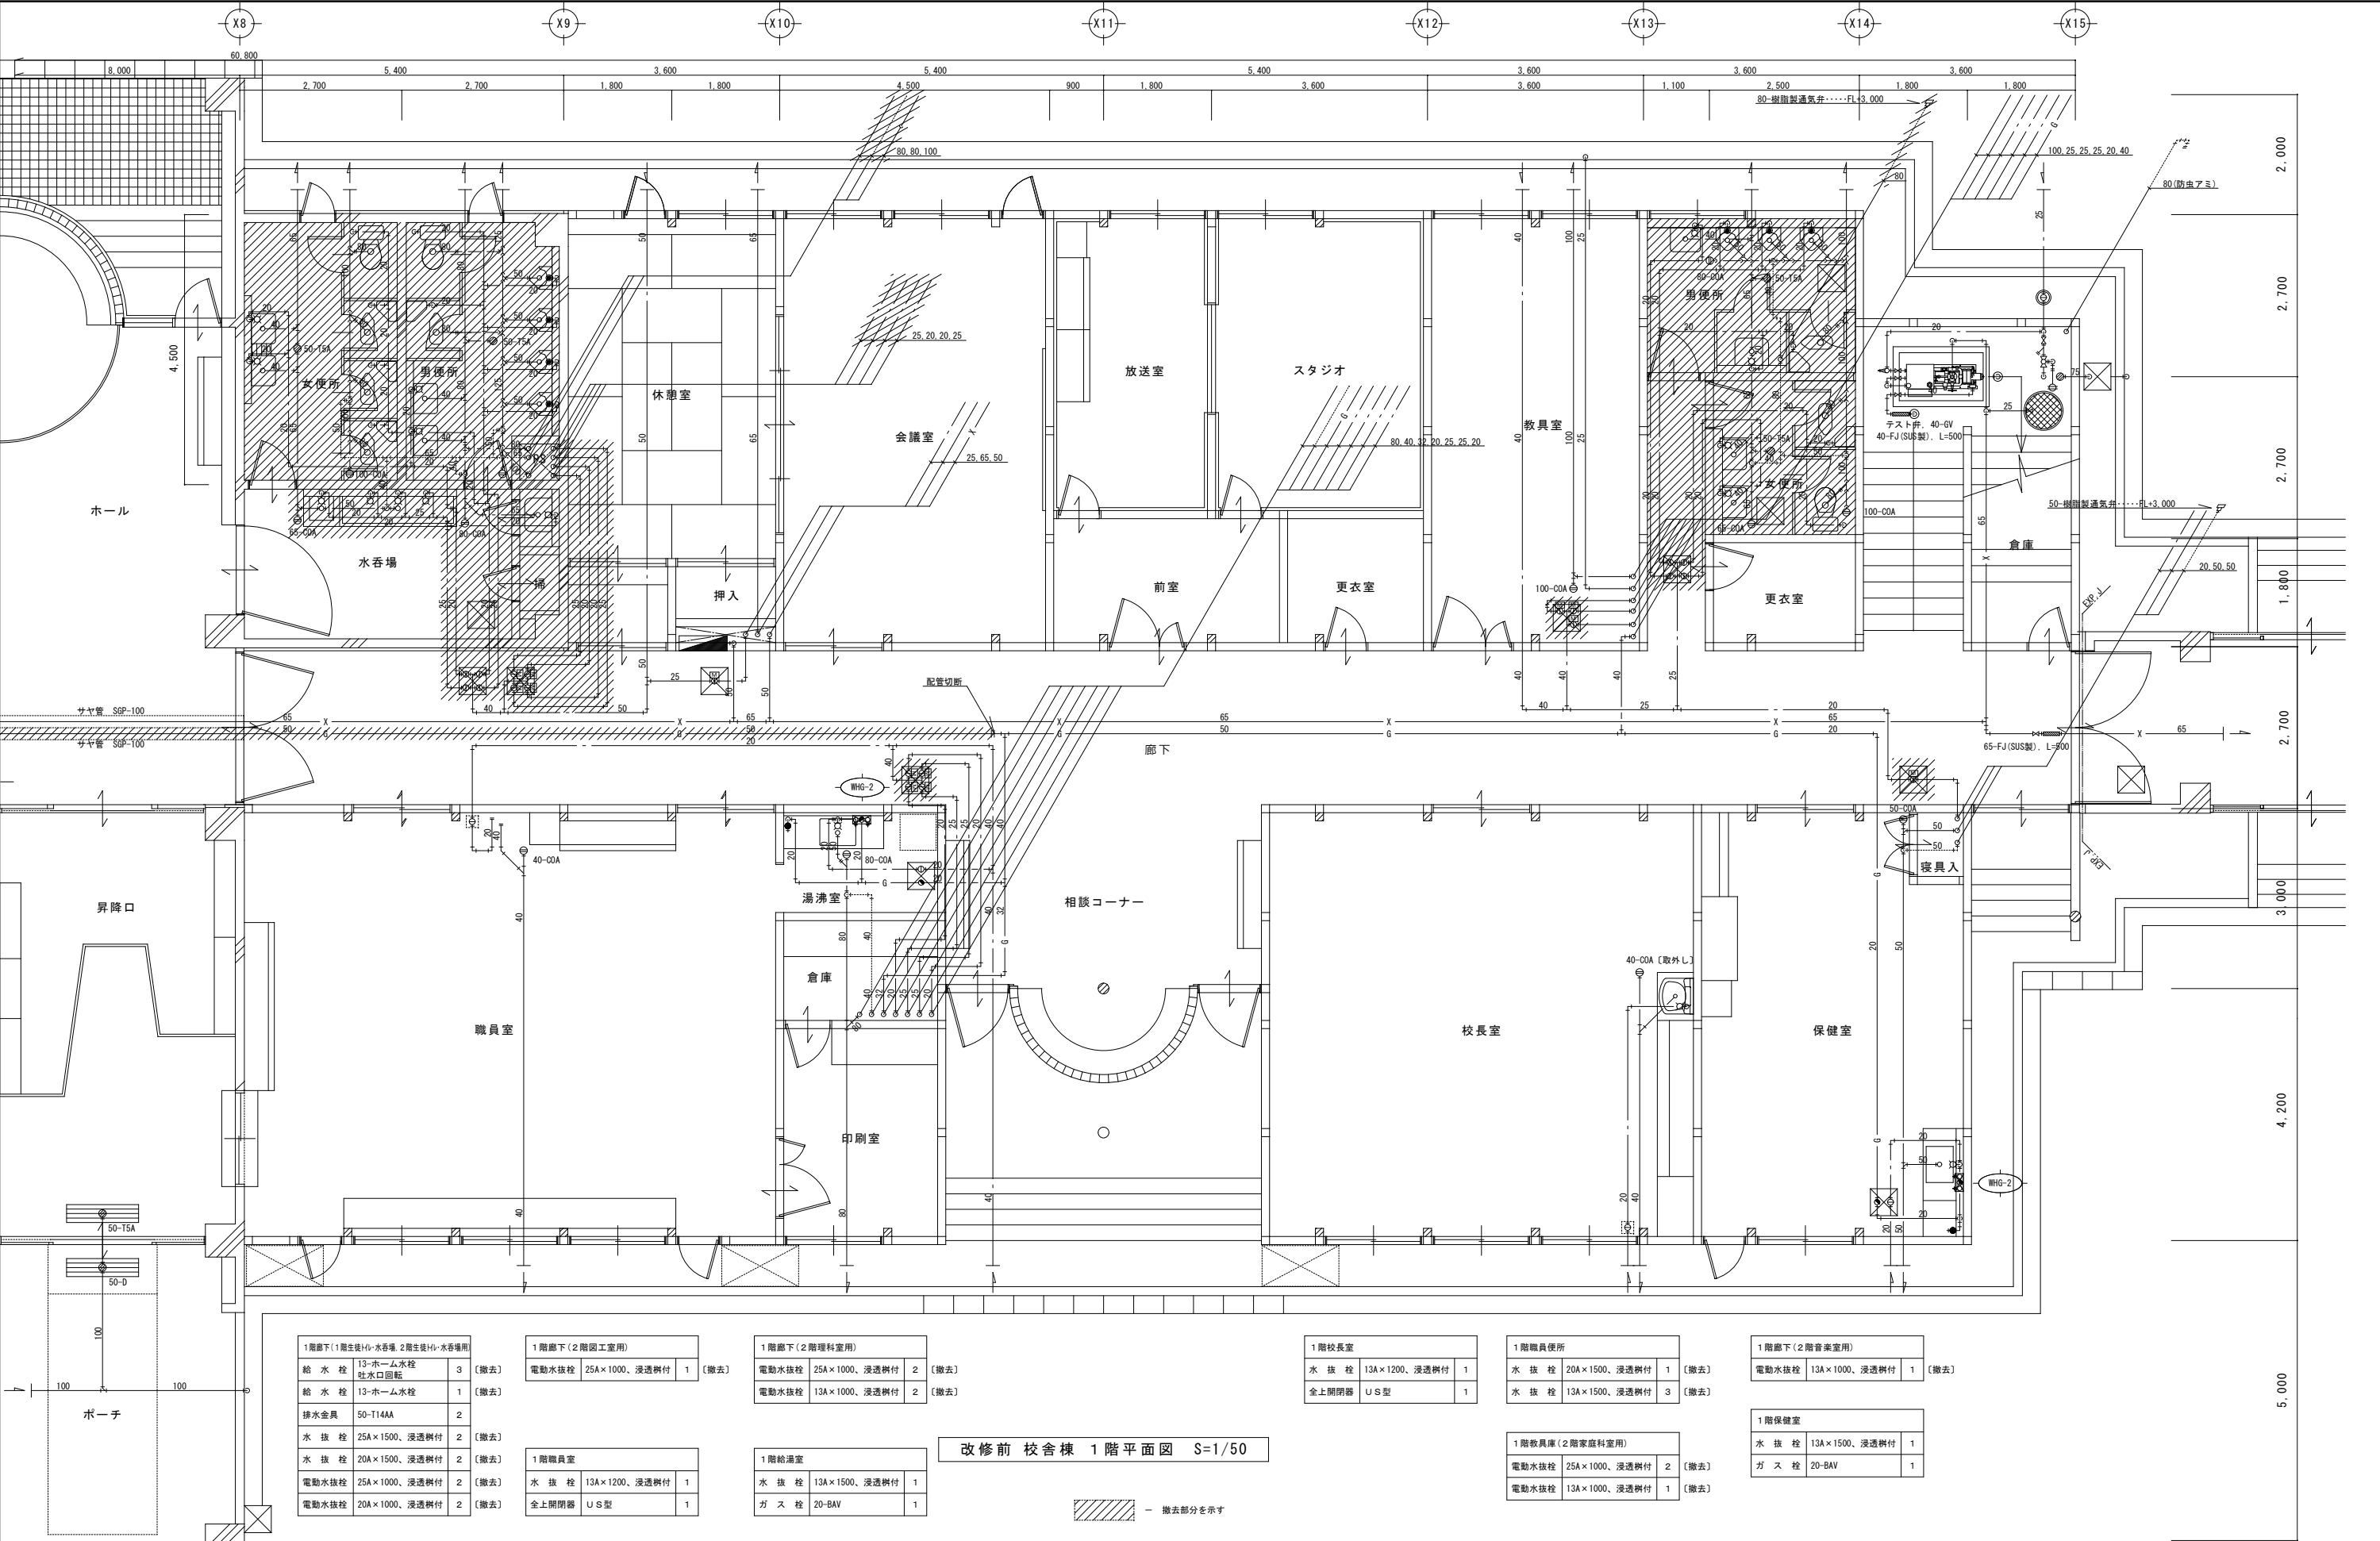 X8
X9
X10
X11
X12
X13
X14
X15
60,800
8,000
5,400
3,600
5,400
5,400
3,600
3,600
3,600
2,700
2,700
1,800
1,800
4,500
900
1,800
3,600
3,600
1,100
2,500
1,800
1,800
80-樹脂製通気弁・・・・・FL+3,000
80,80,100
100,25,25,25,20,40
80(防虫アミ)
80
2,000
2,700
2,700
1,800
2,700
3,000
4,200
5,000
4,500
女便所
男便所
50-T5A
50-T5A
100-COA
PS
65-COA
80-COA
水呑場
掃
ホール
休憩室
押入
会議室
25,20,20,25
25,65,50
放送室
スタジオ
80,40,32,20,25,25,20
前室
更衣室
教具室
100-COA
男便所
80-COA
50-T5A
女便所
50-T5A
65-COA
100-COA
更衣室
テスト弁, 40-GV
40-FJ(SUS製), L=500
50-樹脂製通気弁・・・・・FL+3,000
倉庫
20,50,50
EXP.J
EXP.J
サヤ管 SGP-100
サヤ管 SGP-100
配管切断
廊下
65-FJ(SUS製), L=500
WHG-2
40-COA
80-COA
湯沸室
50-COA
寝具入
昇降口
職員室
倉庫
印刷室
相談コーナー
40-COA〔取外し〕
校長室
保健室
WHG-2
50-T5A
50-D
100
100
100
ポーチ
1階廊下(1階生徒トイレ・水呑場、2階生徒トイレ・水呑場用)
給水栓 13-ホーム水栓 吐水口回転 3 〔撤去〕
給水栓 13-ホーム水栓 1 〔撤去〕
排水金具 50-T14AA 2
水抜栓 25A×1500、浸透桝付 2 〔撤去〕
水抜栓 20A×1500、浸透桝付 2 〔撤去〕
電動水抜栓 25A×1000、浸透桝付 2 〔撤去〕
電動水抜栓 20A×1000、浸透桝付 2 〔撤去〕
1階廊下(2階図工室用)
電動水抜栓 25A×1000、浸透桝付 1 〔撤去〕
1階職員室
水抜栓 13A×1200、浸透桝付 1
全上開閉器 US型 1
1階廊下(2階理科室用)
電動水抜栓 25A×1000、浸透桝付 2 〔撤去〕
電動水抜栓 13A×1000、浸透桝付 2 〔撤去〕
1階給湯室
水抜栓 13A×1500、浸透桝付 1
ガス栓 20-BAV 1
改修前 校舎棟 1階平面図 S=1/50
― 撤去部分を示す
1階校長室
水抜栓 13A×1200、浸透桝付 1
全上開閉器 US型 1
1階職員便所
水抜栓 20A×1500、浸透桝付 1 〔撤去〕
水抜栓 13A×1500、浸透桝付 3 〔撤去〕
1階教具庫(2階家庭科室用)
電動水抜栓 25A×1000、浸透桝付 2 〔撤去〕
電動水抜栓 13A×1000、浸透桝付 1 〔撤去〕
1階廊下(2階音楽室用)
電動水抜栓 13A×1000、浸透桝付 1 〔撤去〕
1階保健室
水抜栓 13A×1500、浸透桝付 1
ガス栓 20-BAV 1